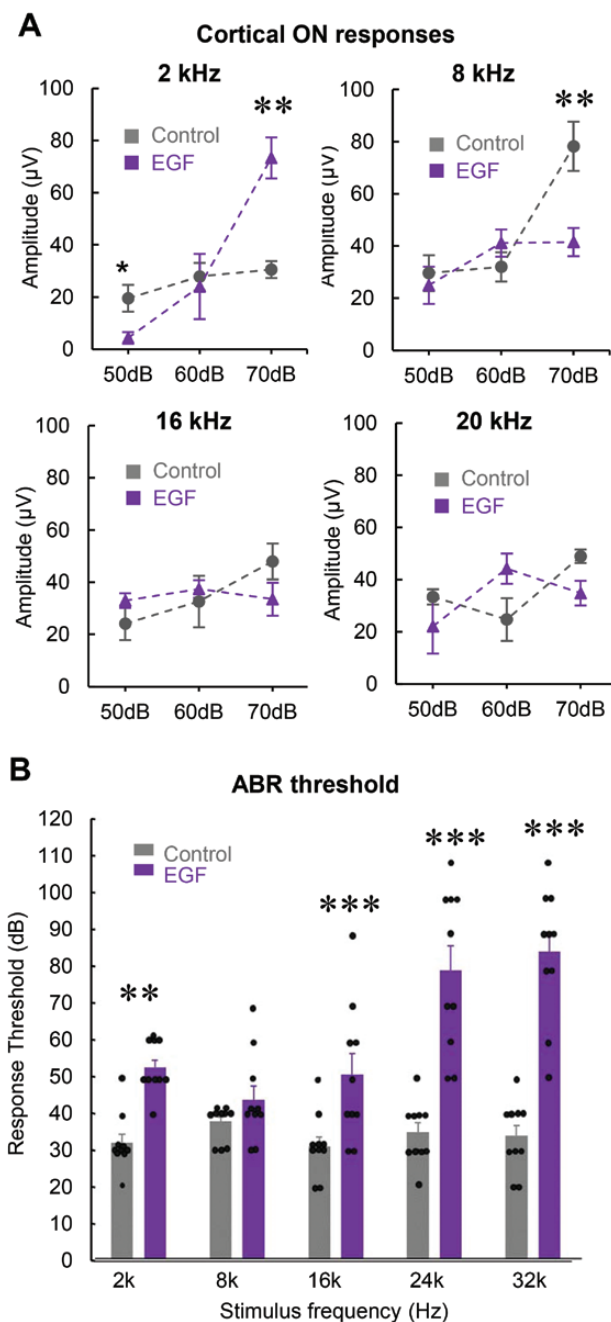 A
Cortical ON responses
2 kHz
100
80
60
40
20
0
Amplitude (µV)
Control
EGF
*
**
50dB 60dB 70dB
8 kHz
100
80
60
40
20
0
Amplitude (µV)
Control
EGF
**
50dB 60dB 70dB
16 kHz
100
80
60
40
20
0
Amplitude (µV)
Control
EGF
50dB 60dB 70dB
20 kHz
100
80
60
40
20
0
Amplitude (µV)
Control
EGF
50dB 60dB 70dB
B
ABR threshold
120
110
100
90
80
70
60
50
40
30
20
10
0
Response Threshold (dB)
Control
EGF
**
***
***
***
2k 8k 16k 24k 32k
Stimulus frequency (Hz)